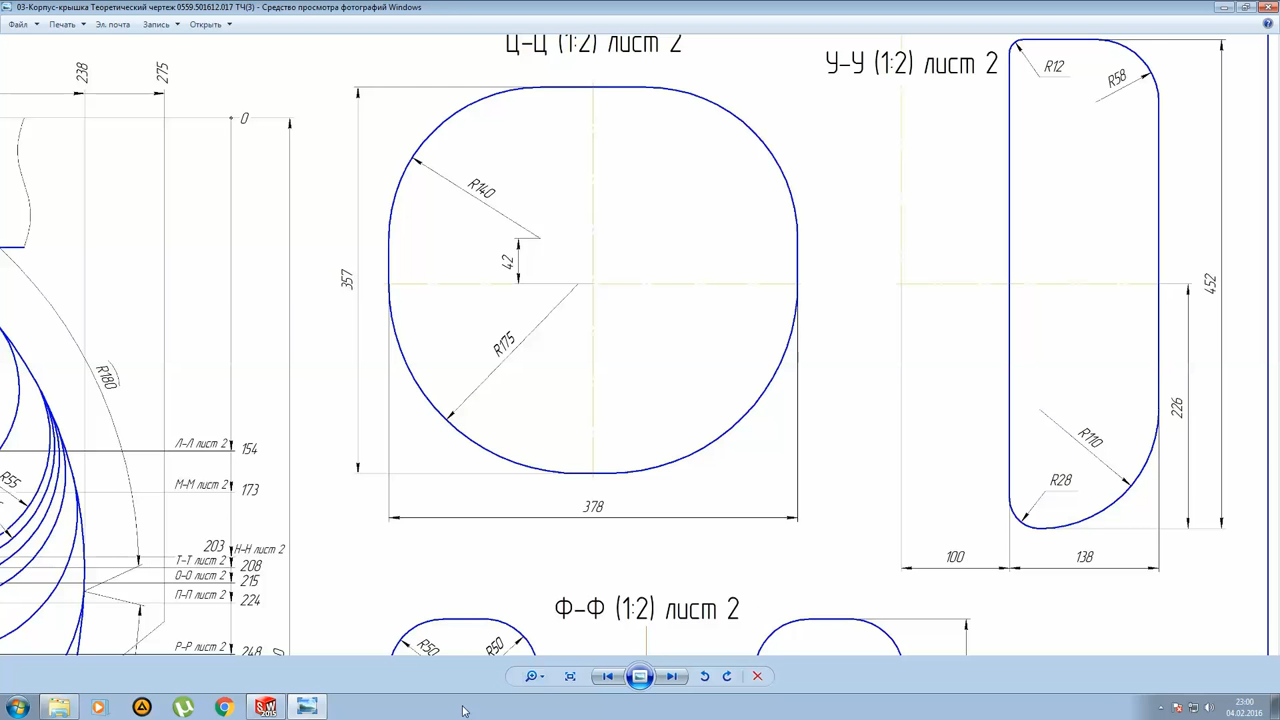 03-Корпус-крышка Теоретический чертеж 0559.501612.017 ТЧ(3) - Средство просмотра фотографий Windows
Файл Печать Эл. почта Запись Открыть
Ц-Ц (1:2) лист 2
У-У (1:2) лист 2
238
275
0
R12
R58
R140
42
357
R175
378
452
226
R110
R28
100
138
R180
R55
Л-Л лист 2 154
М-М лист 2 173
203 Н-Н лист 2
Т-Т лист 2 208
О-О лист 2 215
П-П лист 2 224
Р-Р лист 2 248
Ф-Ф (1:2) лист 2
R50
R50
SW
2015
23:00
04.02.2016